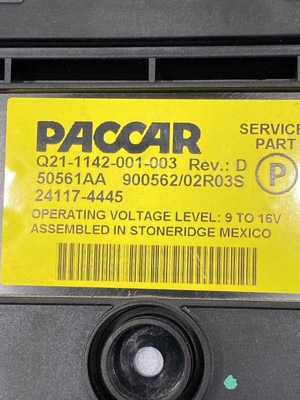 PACCAR
SERVICE
PART
Q21-1142-001-003 Rev.: D
P
50561AA 900562/02R03S
24117-4445
OPERATING VOLTAGE LEVEL: 9 TO 16V
ASSEMBLED IN STONERIDGE MEXICO